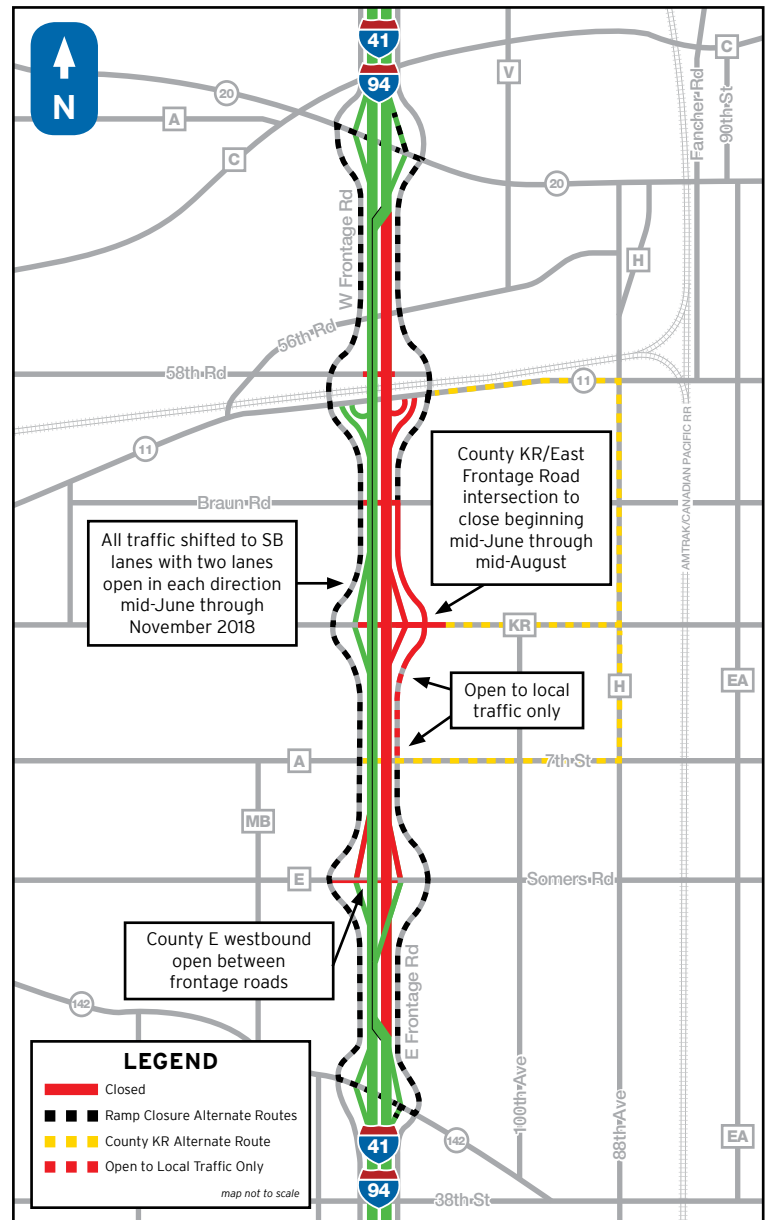 N
41
94
20
A
C
V
C
Fancher Rd
90th St
20
W Frontage Rd
H
56th Rd
58th Rd
11
11
Braun Rd
County KR/East
Frontage Road
intersection to
close beginning
mid-June through
mid-August
AMTRAK/CANADIAN PACIFIC RR
All traffic shifted to SB
lanes with two lanes
open in each direction
mid-June through
November 2018
KR
Open to local
traffic only
H
EA
A
7th St
MB
E
Somers Rd
County E westbound
open between
frontage roads
E Frontage Rd
142
100th Ave
88th Ave
142
EA
41
94
38th St
LEGEND
Closed
Ramp Closure Alternate Routes
County KR Alternate Route
Open to Local Traffic Only
map not to scale